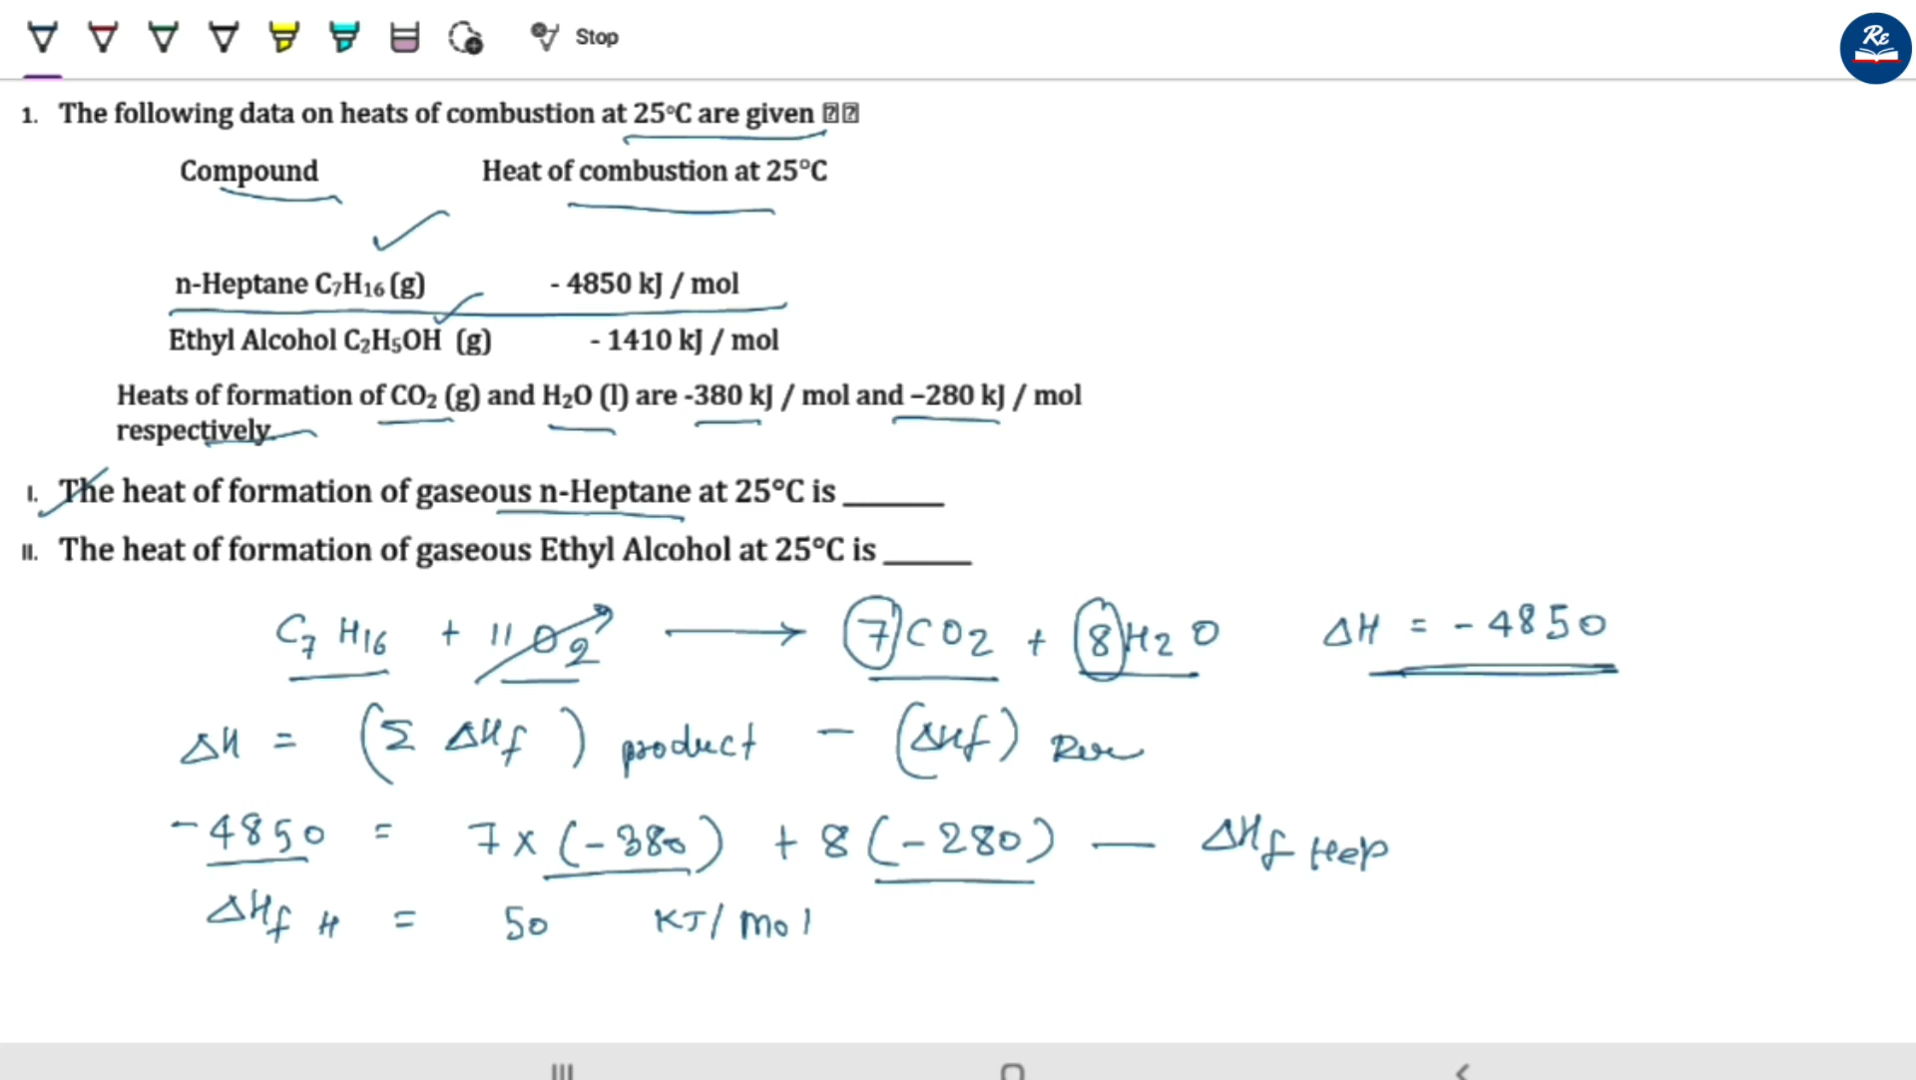 Stop
RE
1. The following data on heats of combustion at 25°C are given
Compound Heat of combustion at 25°C
n-Heptane C₇H₁₆ (g) - 4850 kJ / mol
Ethyl Alcohol C₂H₅OH (g) - 1410 kJ / mol
Heats of formation of CO₂ (g) and H₂O (l) are -380 kJ / mol and –280 kJ / mol
respectively.
I. The heat of formation of gaseous n-Heptane at 25°C is ______
II. The heat of formation of gaseous Ethyl Alcohol at 25°C is _____
C₇ H₁₆ + 11 O₂ ⟶ 7 CO₂ + 8 H₂O ΔH = - 4850
ΔH = (Σ ΔHf) product - (ΔHf)
-4850 = 7 x (-380) + 8 (-280) — ΔHf Hep
ΔHf H = 50 KJ/mol